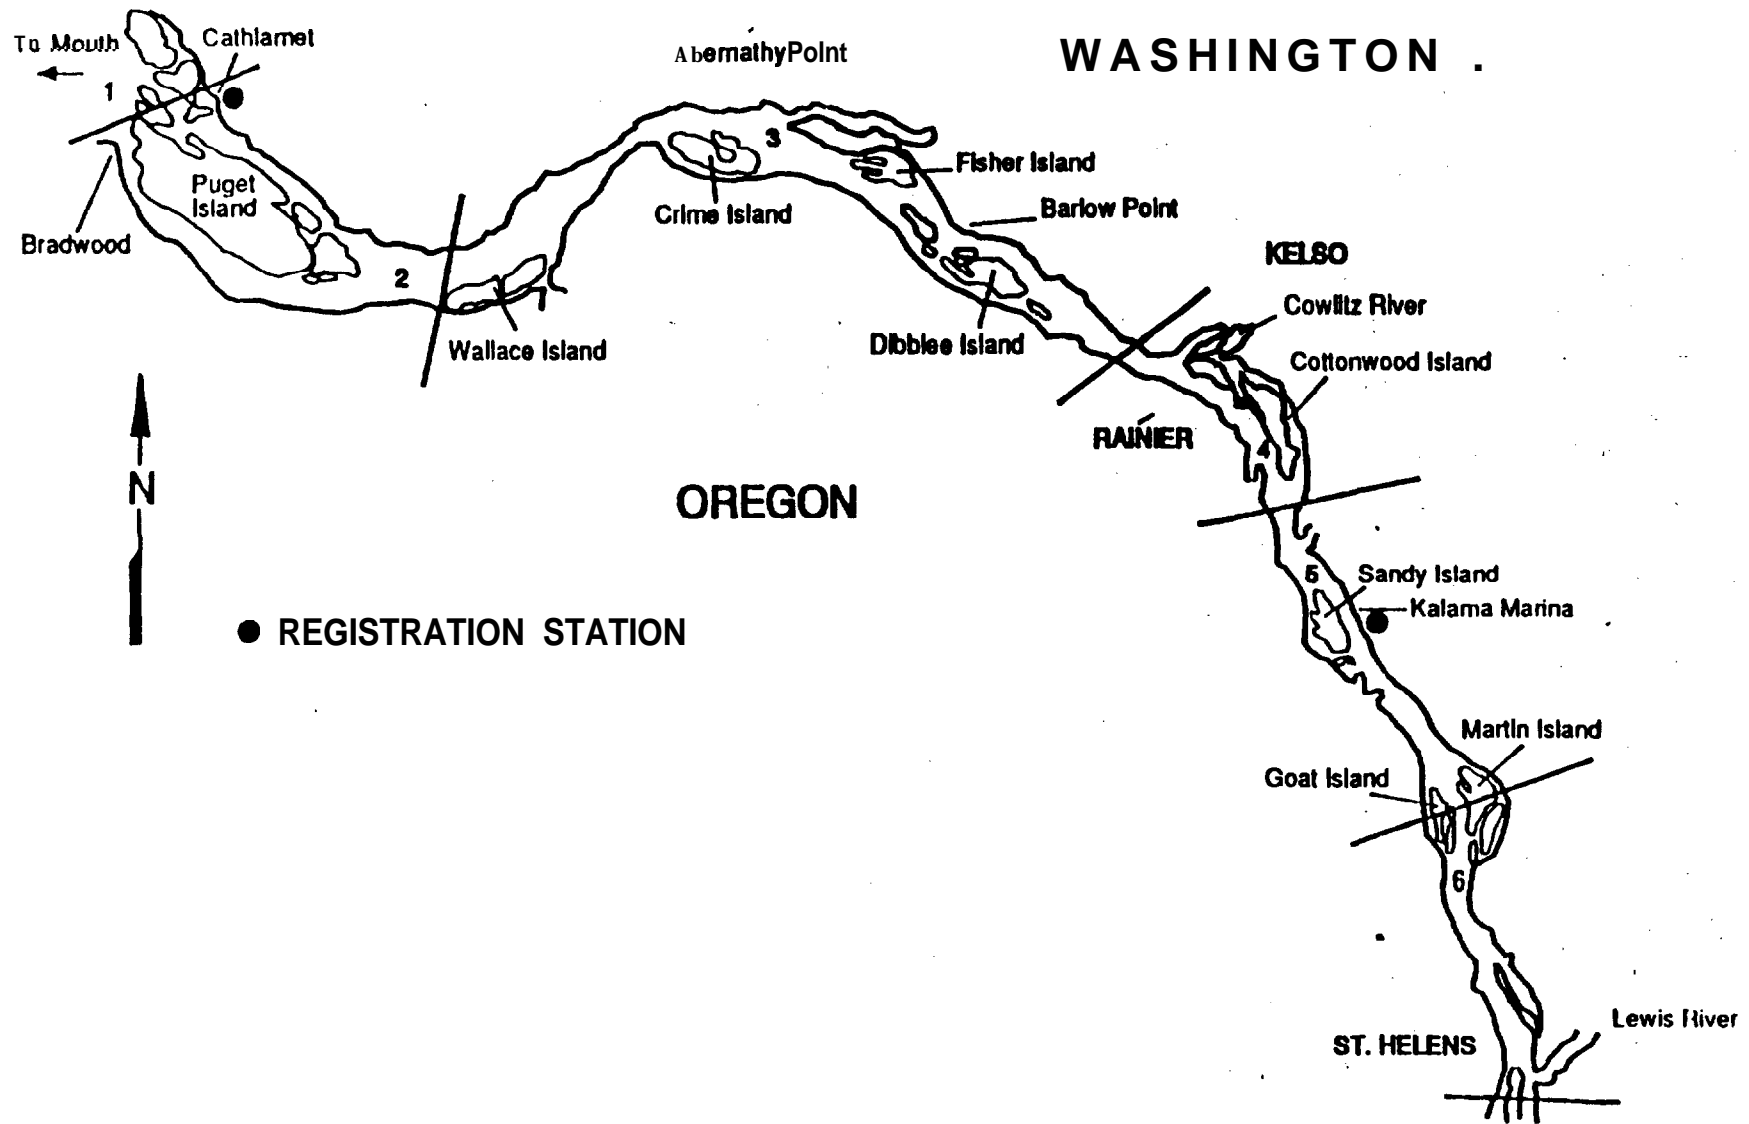 To Mouth
Cathlamet
AbernathyPoint
WASHINGTON .
1
3
Fisher Island
Puget
Island
Crime Island
Barlow Point
Bradwood
KELSO
2
Cowlitz River
Wallace Island
Dibblee Island
Cottonwood Island
RAINIER
4
N
OREGON
5
Sandy Island
Kalama Marina
REGISTRATION STATION
Martin Island
Goat Island
6
Lewis River
ST. HELENS